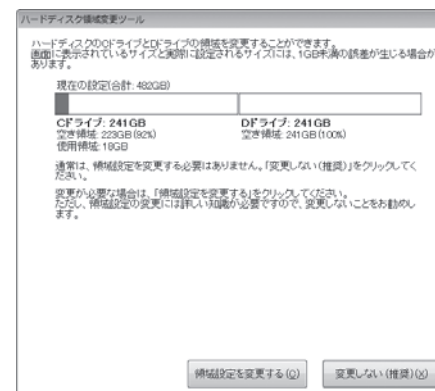 ハードディスク領域変更ツール
ハードディスクのCドライブとDドライブの領域を変更することができます。
画面に表示されているサイズと実際に設定されるサイズには、1GB未満の誤差が生じる場合が
あります。
現在の設定(合計: 482GB)
Cドライブ: 241GB
空き領域: 223GB(92%)
使用領域: 18GB
Dドライブ: 241GB
空き領域: 241GB(100%)
通常は、領域設定を変更する必要はありません。「変更しない(推奨)」をクリックしてく
ださい。
変更が必要な場合は、「領域設定を変更する」をクリックしてください。
ただし、領域設定の変更には詳しい知識が必要ですので、変更しないことをお勧めし
ます。
領域設定を変更する(C)
変更しない(推奨)(X)